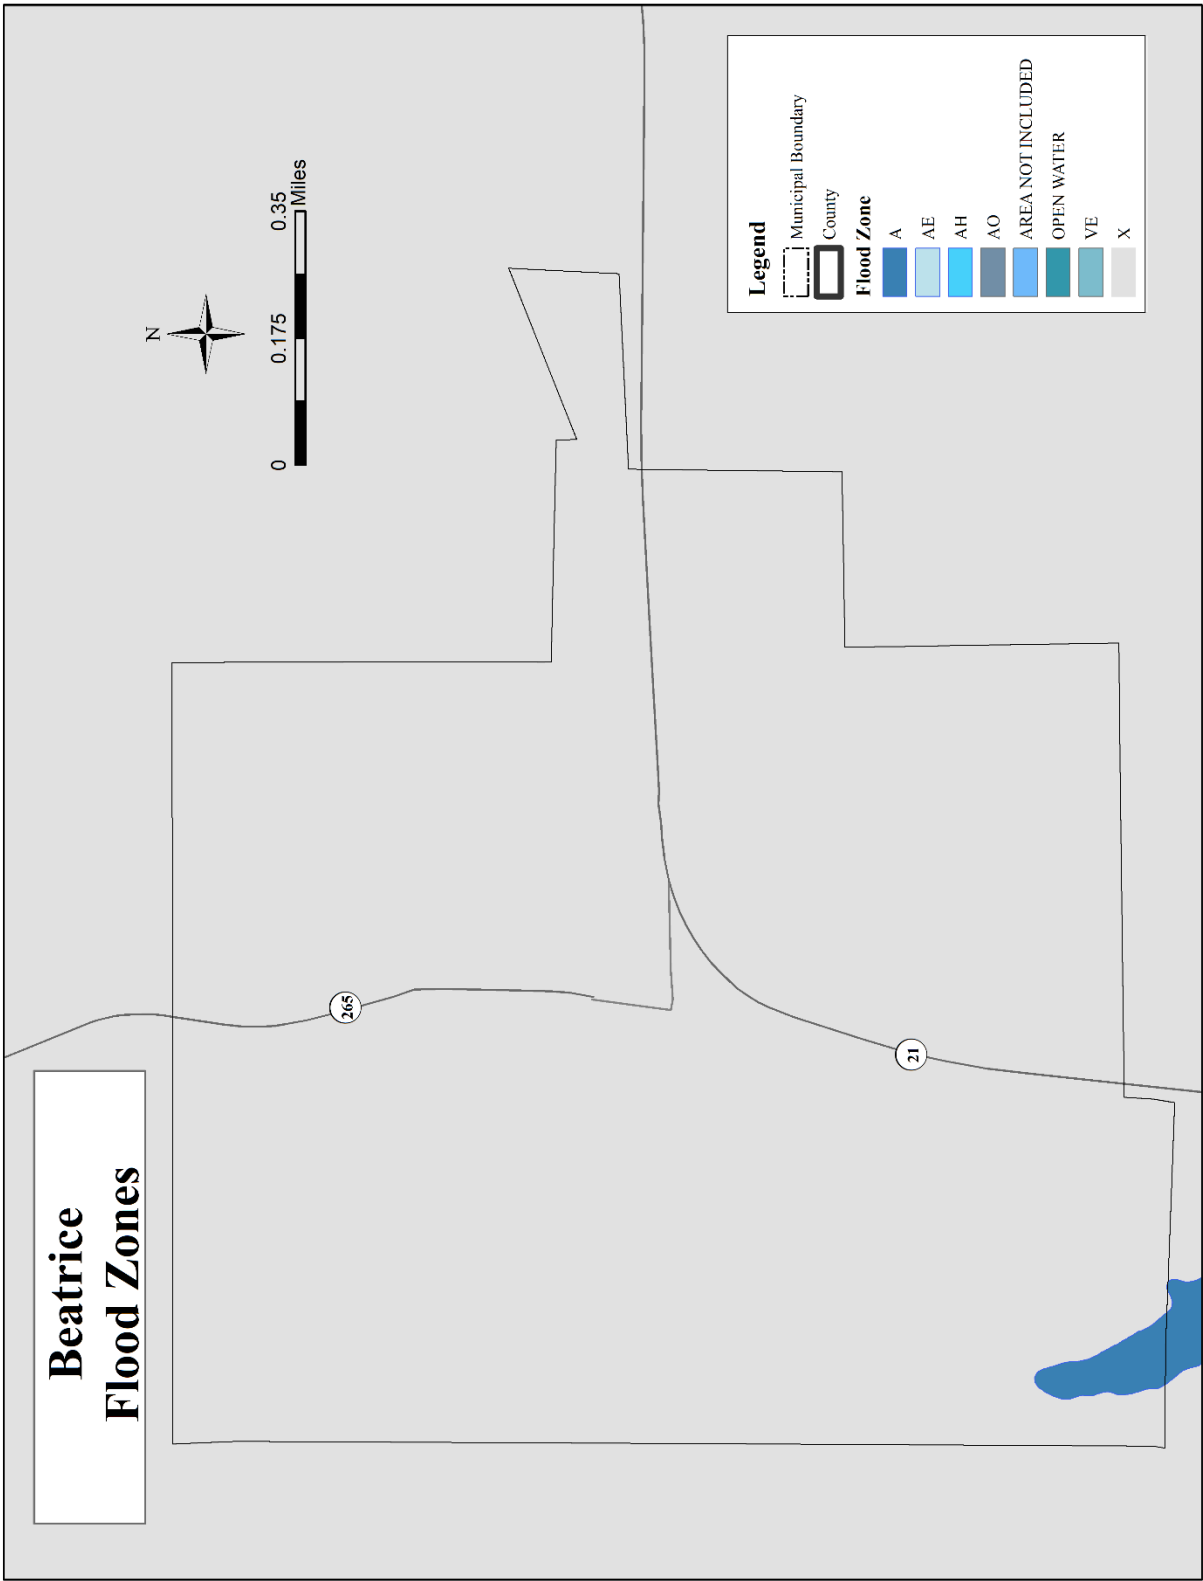 Beatrice
Flood Zones
N
0 0.175 0.35
Miles
265
21
Legend
Municipal Boundary
County
Flood Zone
A
AE
AH
AO
AREA NOT INCLUDED
OPEN WATER
VE
X